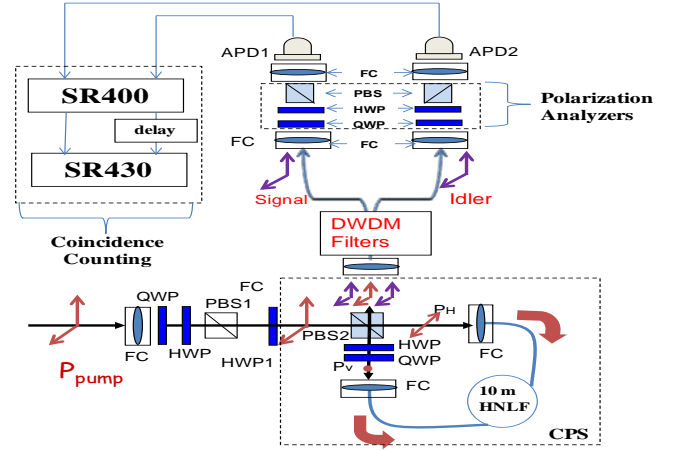 APD1
APD2
FC
SR400
PBS
HWP
Polarization
Analyzers
delay
QWP
FC
FC
SR430
Signal
Idler
DWDM
Filters
Coincidence
Counting
FC
QWP
PBS1
PH
PBS2
HWP
FC
HWP
FC
HWP1
QWP
Ppump
Pv
FC
10 m
HNLF
CPS